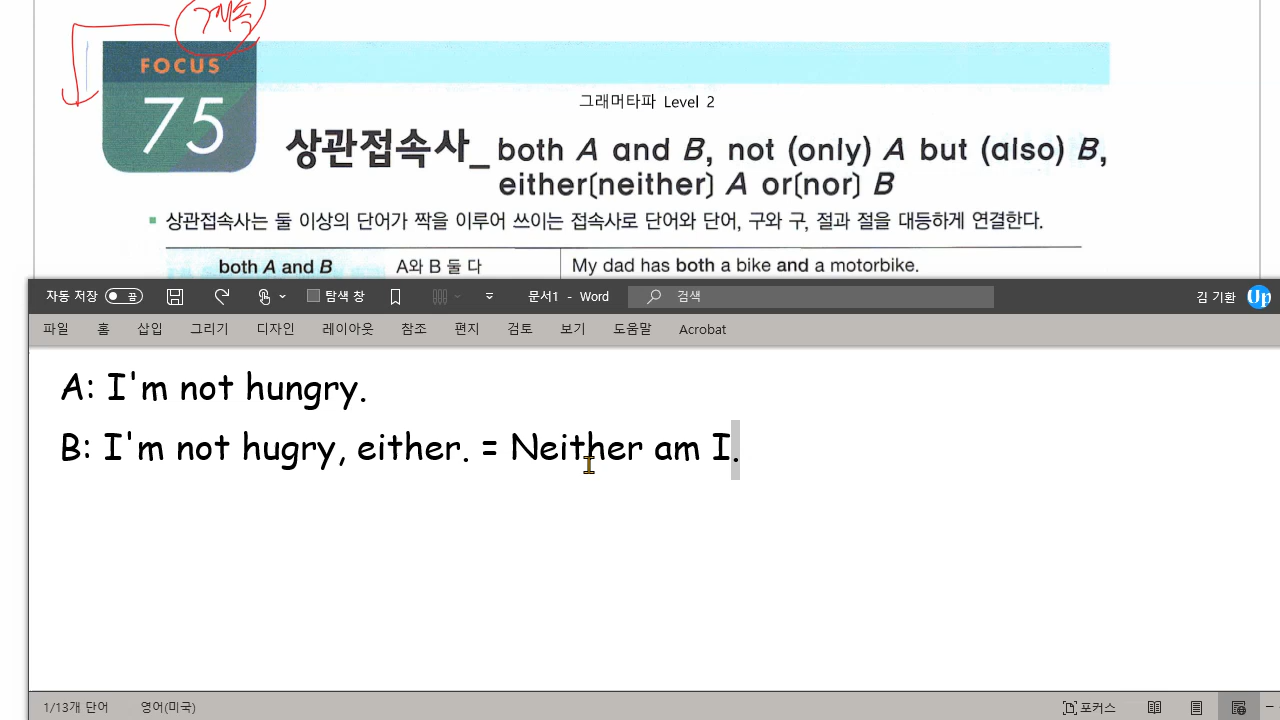 계속
FOCUS
75
그래머타파 Level 2
상관접속사_both A and B, not (only) A but (also) B,
either(neither) A or(nor) B
상관접속사는 둘 이상의 단어가 짝을 이루어 쓰이는 접속사로 단어와 단어, 구와 구, 절과 절을 대등하게 연결한다.
both A and B A와 B 둘 다 My dad has both a bike and a motorbike.
자동 저장 끔 탐색 창 문서1 - Word 검색 김 기환 Up
파일 홈 삽입 그리기 디자인 레이아웃 참조 편지 검토 보기 도움말 Acrobat
A: I'm not hungry.
B: I'm not hugry, either. = Neither am I.
1/13개 단어 영어(미국) 포커스